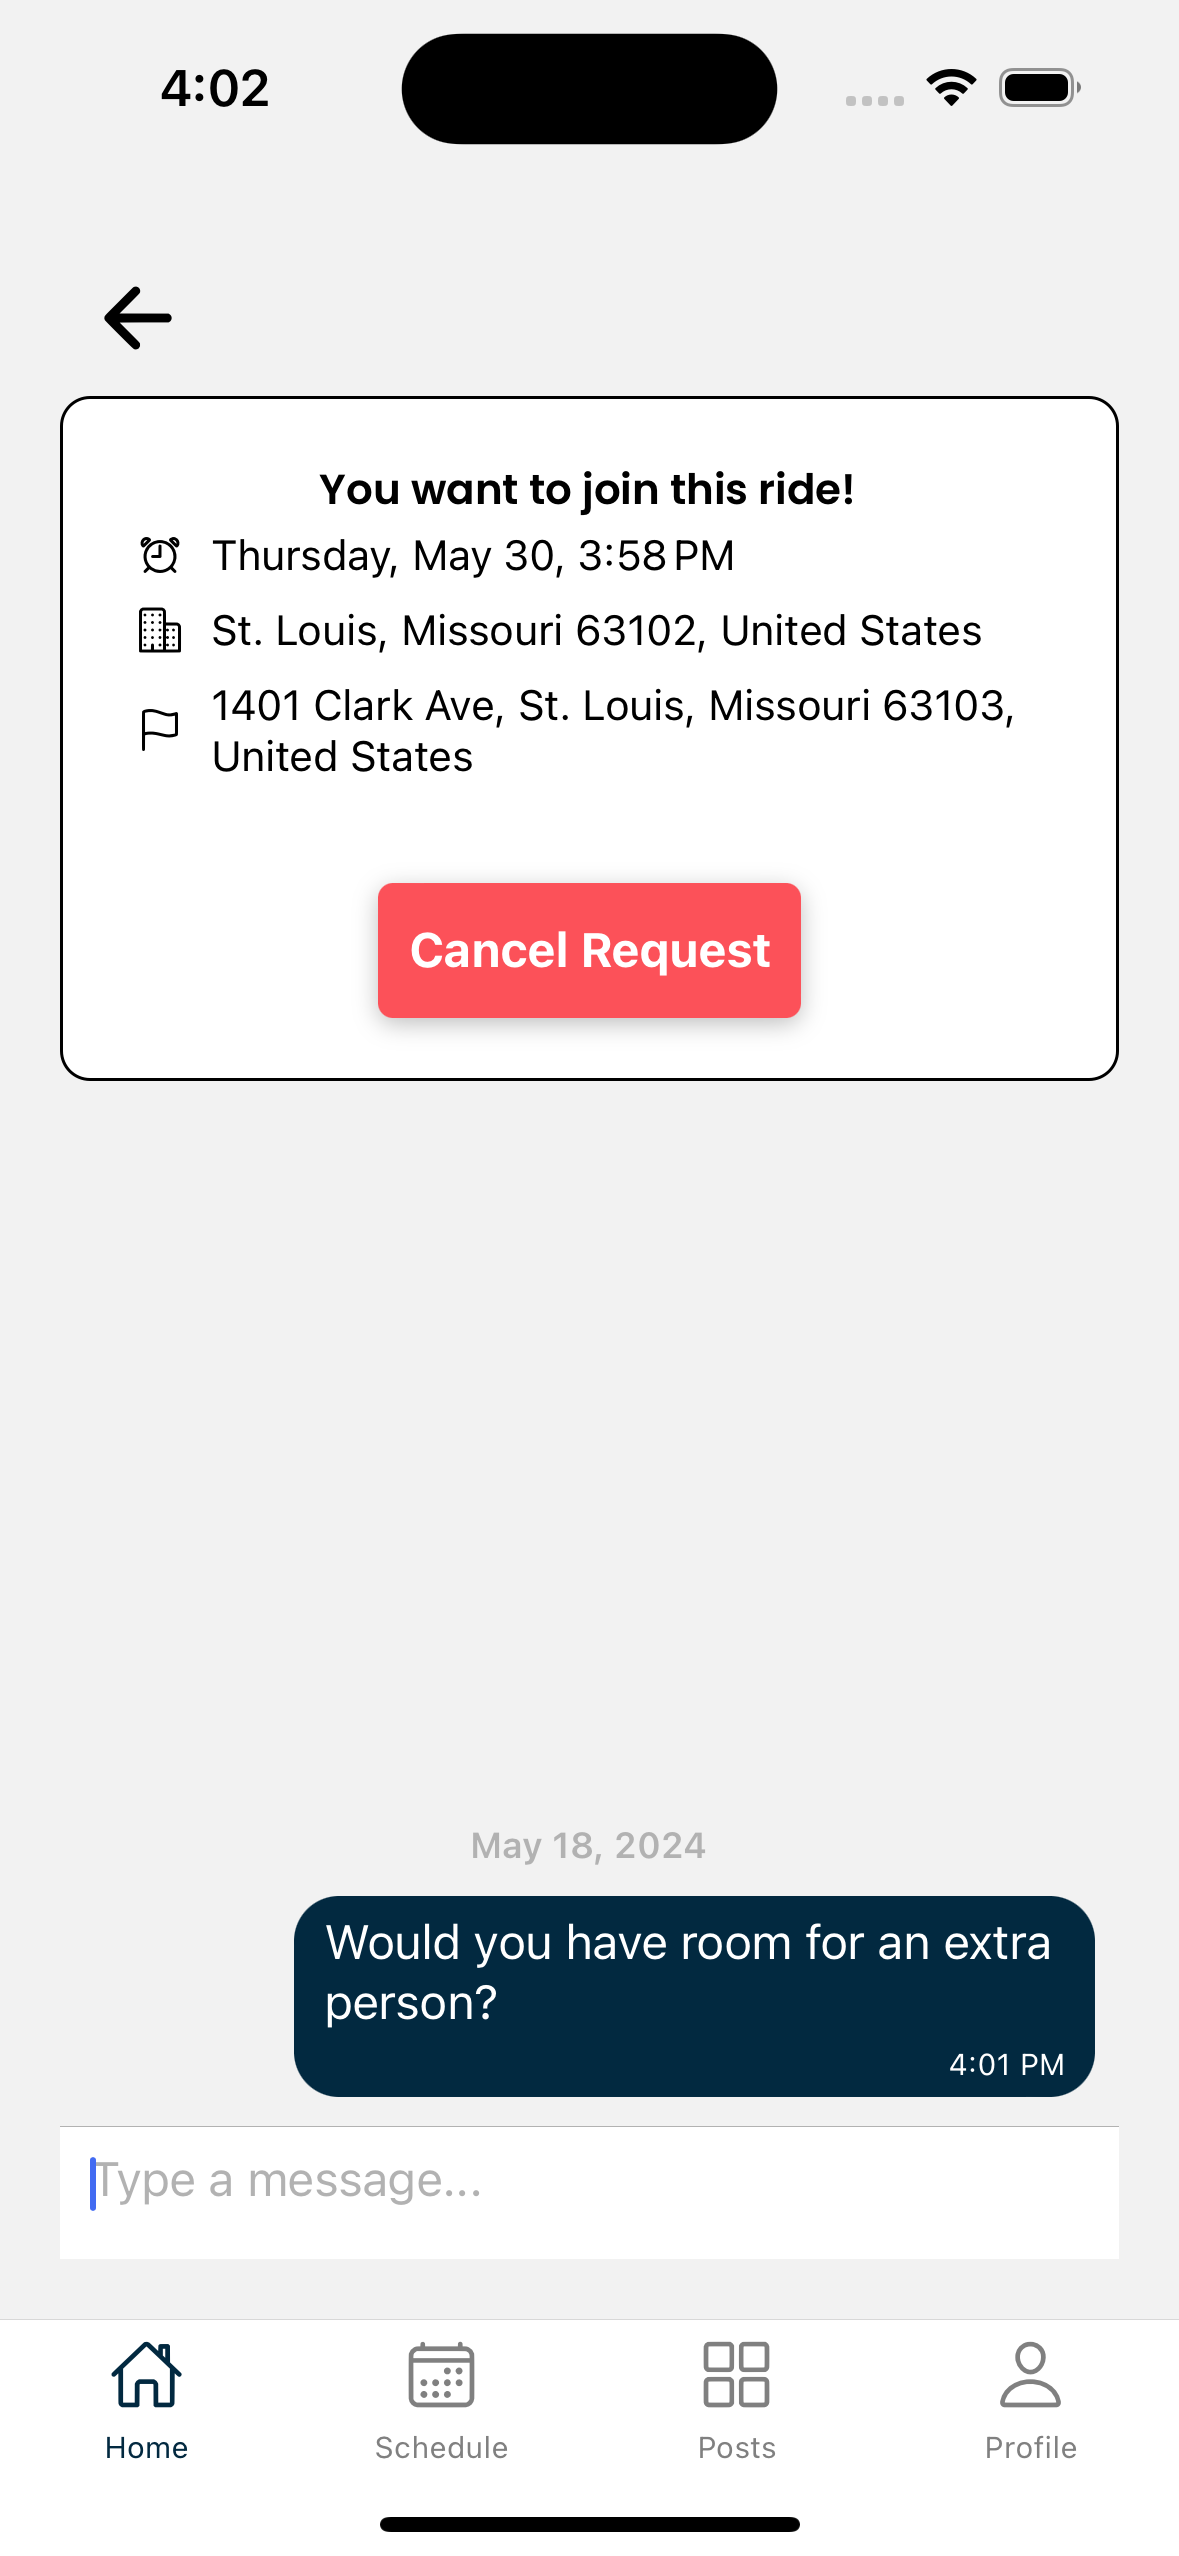 4:02
You want to join this ride!
Thursday, May 30, 3:58 PM
St. Louis, Missouri 63102, United States
1401 Clark Ave, St. Louis, Missouri 63103,
United States
Cancel Request
May 18, 2024
Would you have room for an extra
person?
4:01 PM
Type a message...
Home Schedule Posts Profile